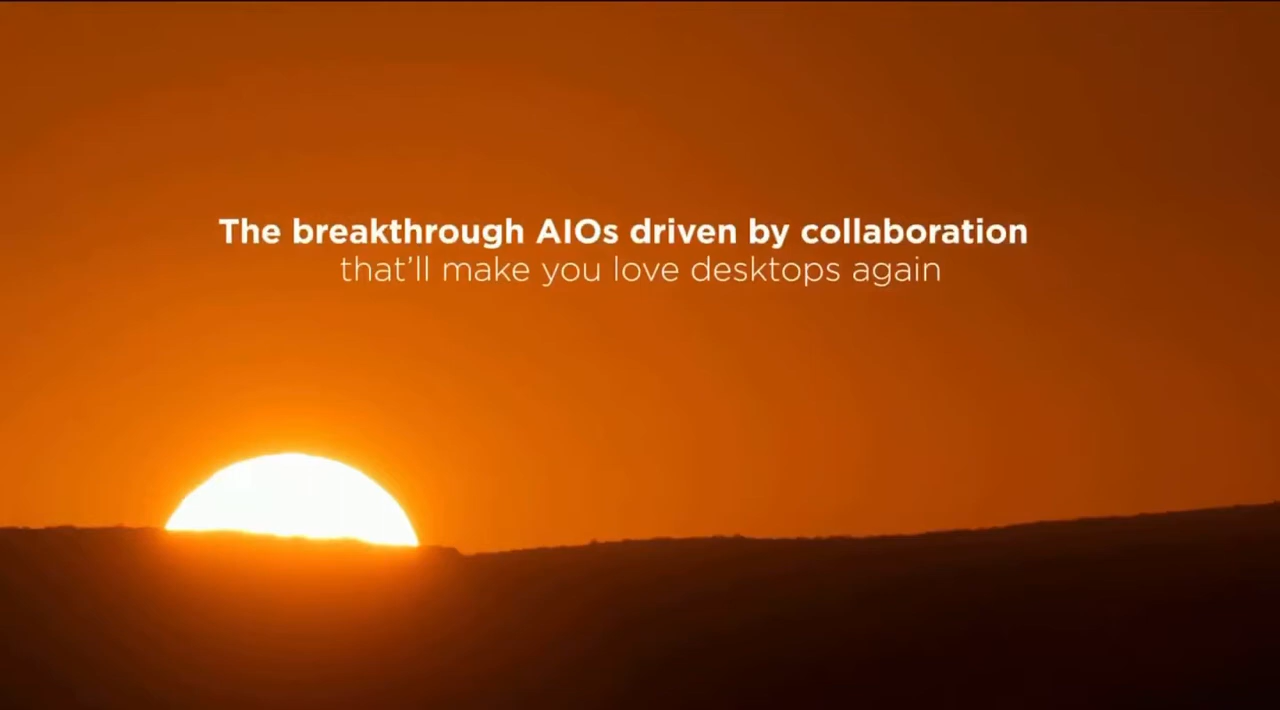 The breakthrough AIOs driven by collaboration
that'll make you love desktops again